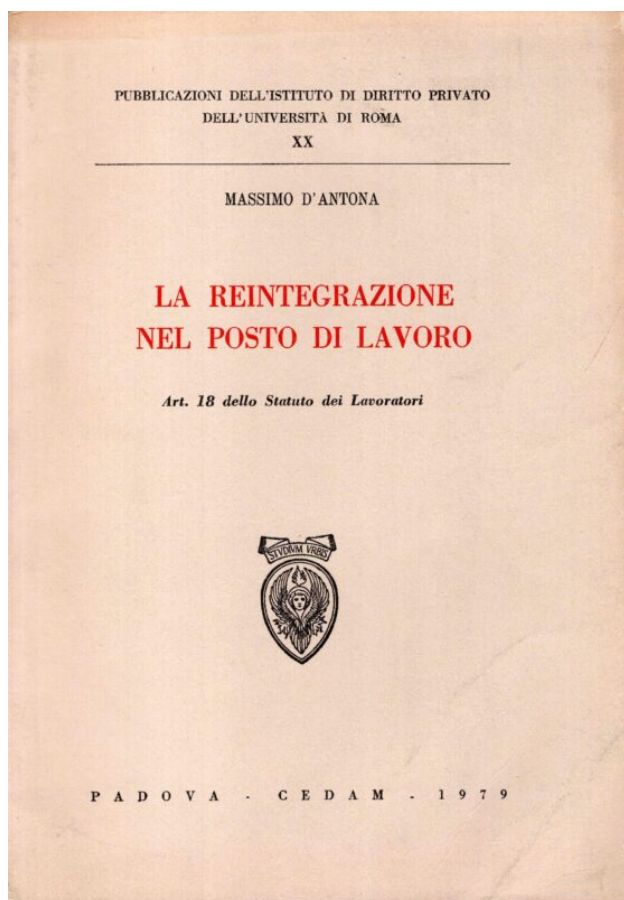 PUBBLICAZIONI DELL'ISTITUTO DI DIRITTO PRIVATO
DELL'UNIVERSITÀ DI ROMA
XX
MASSIMO D'ANTONA
LA REINTEGRAZIONE
NEL POSTO DI LAVORO
Art. 18 dello Statuto dei Lavoratori
STVDIVM VRBIS
PADOVA - CEDAM - 1979